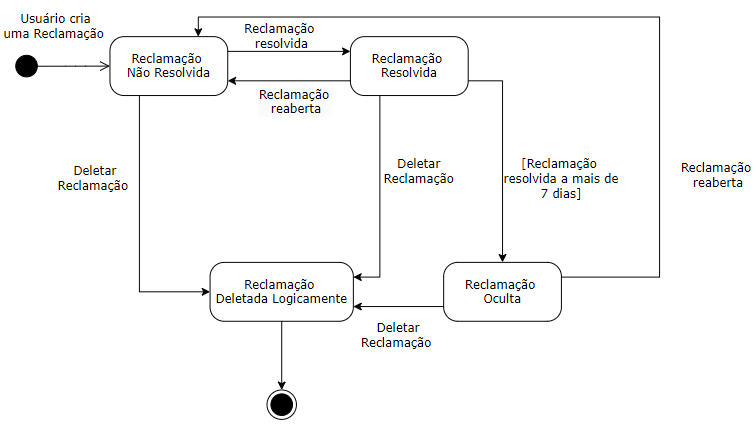 Usuário cria
uma Reclamação
Reclamação
Não Resolvida
Reclamação
resolvida
Reclamação
Resolvida
Reclamação
reaberta
Deletar
Reclamação
Deletar
Reclamação
[Reclamação
resolvida a mais de
7 dias]
Reclamação
reaberta
Reclamação
Deletada Logicamente
Reclamação
Oculta
Deletar
Reclamação